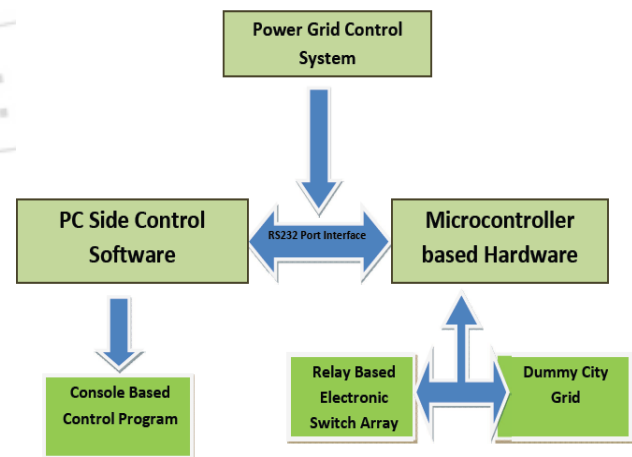 Power Grid Control
System
PC Side Control
Software
RS232 Port Interface
Microcontroller
based Hardware
Console Based
Control Program
Relay Based
Electronic
Switch Array
Dummy City
Grid